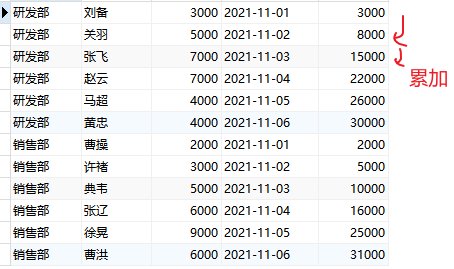 研发部 刘备 3000 2021-11-01 3000
研发部 关羽 5000 2021-11-02 8000
研发部 张飞 7000 2021-11-03 15000
累加
研发部 赵云 7000 2021-11-04 22000
研发部 马超 4000 2021-11-05 26000
研发部 黄忠 4000 2021-11-06 30000
销售部 曹操 2000 2021-11-01 2000
销售部 许褚 3000 2021-11-02 5000
销售部 典韦 5000 2021-11-03 10000
销售部 张辽 6000 2021-11-04 16000
销售部 徐晃 9000 2021-11-05 25000
销售部 曹洪 6000 2021-11-06 31000